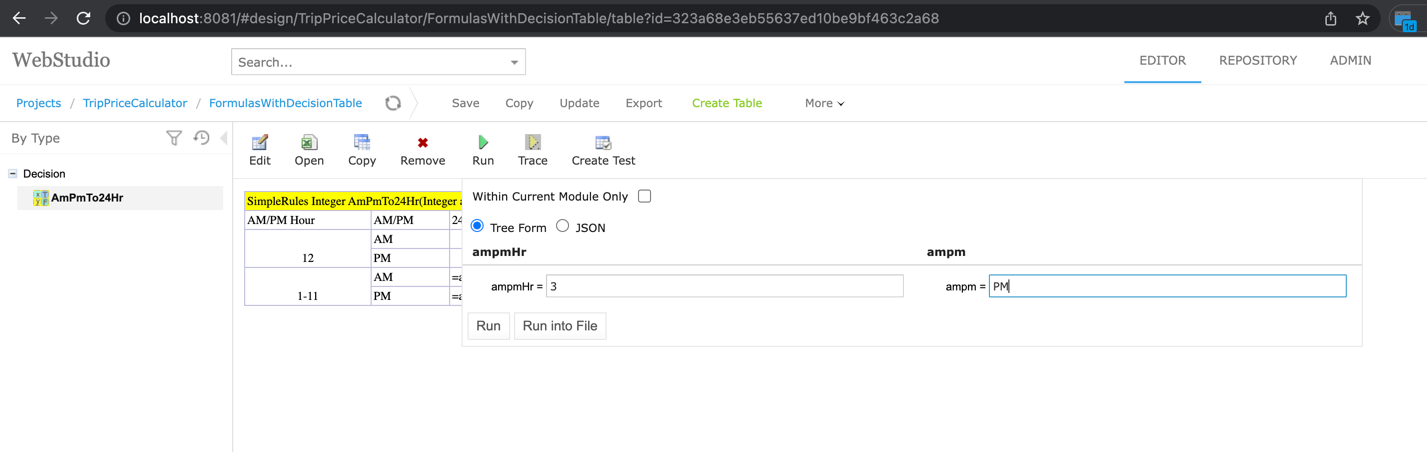 localhost:8081/#design/TripPriceCalculator/FormulasWithDecisionTable/table?id=323a68e3eb55637ed10be9bf463c2a68
1d
WebStudio
Search...
EDITOR REPOSITORY ADMIN
Projects / TripPriceCalculator / FormulasWithDecisionTable Save Copy Update Export Create Table More
By Type
Edit Open Copy Remove Run Trace Create Test
Decision
AmPmTo24Hr
SimpleRules Integer AmPmTo24Hr(Integer
AM/PM Hour AM/PM 24
AM
12 PM
AM
1-11 PM
Within Current Module Only
Tree Form JSON
ampmHr ampm
ampmHr = 3 ampm = PM
Run Run into File